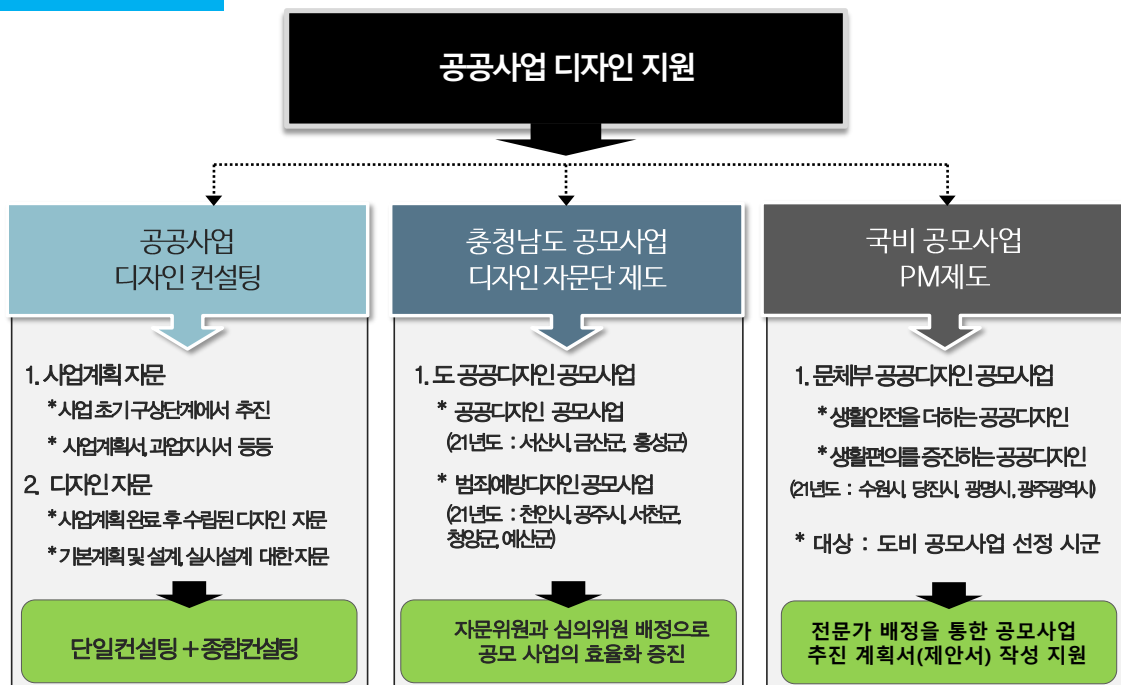 공공사업 디자인 지원
공공사업
디자인 컨설팅
1. 사업계획 자문
* 사업 초기 구상단계에서 추진
* 사업계획서, 과업지시서 등등
2. 디자인 자문
* 사업계획 완료 후 수립된 디자인 자문
* 기본계획 및 설계, 실시설계 대한 자문
단일컨설팅 + 종합컨설팅
충청남도 공모사업
디자인 자문단 제도
1. 도 공공디자인 공모사업
* 공공디자인 공모사업
(21년도 : 서산시, 금산군, 홍성군)
* 범죄예방디자인 공모사업
(21년도 : 천안시, 공주시, 서천군,
청양군, 예산군)
자문위원과 심의위원 배정으로
공모 사업의 효율화 증진
국비 공모사업
PM제도
1. 문체부 공공디자인 공모사업
* 생활안전을 더하는 공공디자인
* 생활편의를 증진하는 공공디자인
(21년도 : 수원시, 당진시, 광명시, 광주광역시)
* 대상 : 도비 공모사업 선정 시군
전문가 배정을 통한 공모사업
추진 계획서(제안서) 작성 지원